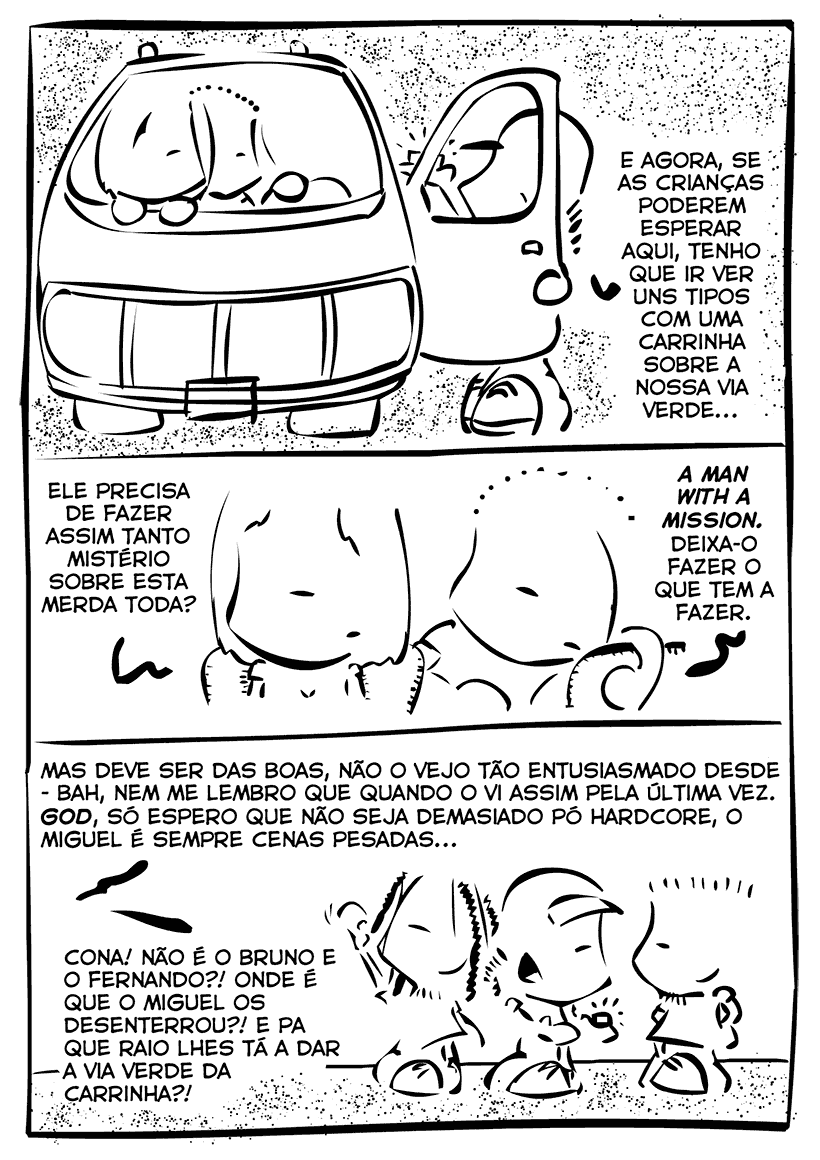 E AGORA, SE
AS CRIANÇAS
PODEREM
ESPERAR
AQUI, TENHO
QUE IR VER
UNS TIPOS
COM UMA
CARRINHA
SOBRE A
NOSSA VIA
VERDE...
ELE PRECISA
DE FAZER
ASSIM TANTO
MISTÉRIO
SOBRE ESTA
MERDA TODA?
A MAN
WITH A
MISSION.
DEIXA-O
FAZER O
QUE TEM A
FAZER.
MAS DEVE SER DAS BOAS, NÃO O VEJO TÃO ENTUSIASMADO DESDE
- BAH, NEM ME LEMBRO QUE QUANDO O VI ASSIM PELA ÚLTIMA VEZ.
GOD, SÓ ESPERO QUE NÃO SEJA DEMASIADO PÓ HARDCORE, O
MIGUEL É SEMPRE CENAS PESADAS...
CONA! NÃO É O BRUNO E
O FERNANDO?! ONDE É
QUE O MIGUEL OS
DESENTERROU?! E PA
QUE RAIO LHES TÁ A DAR
A VIA VERDE DA
CARRINHA?!